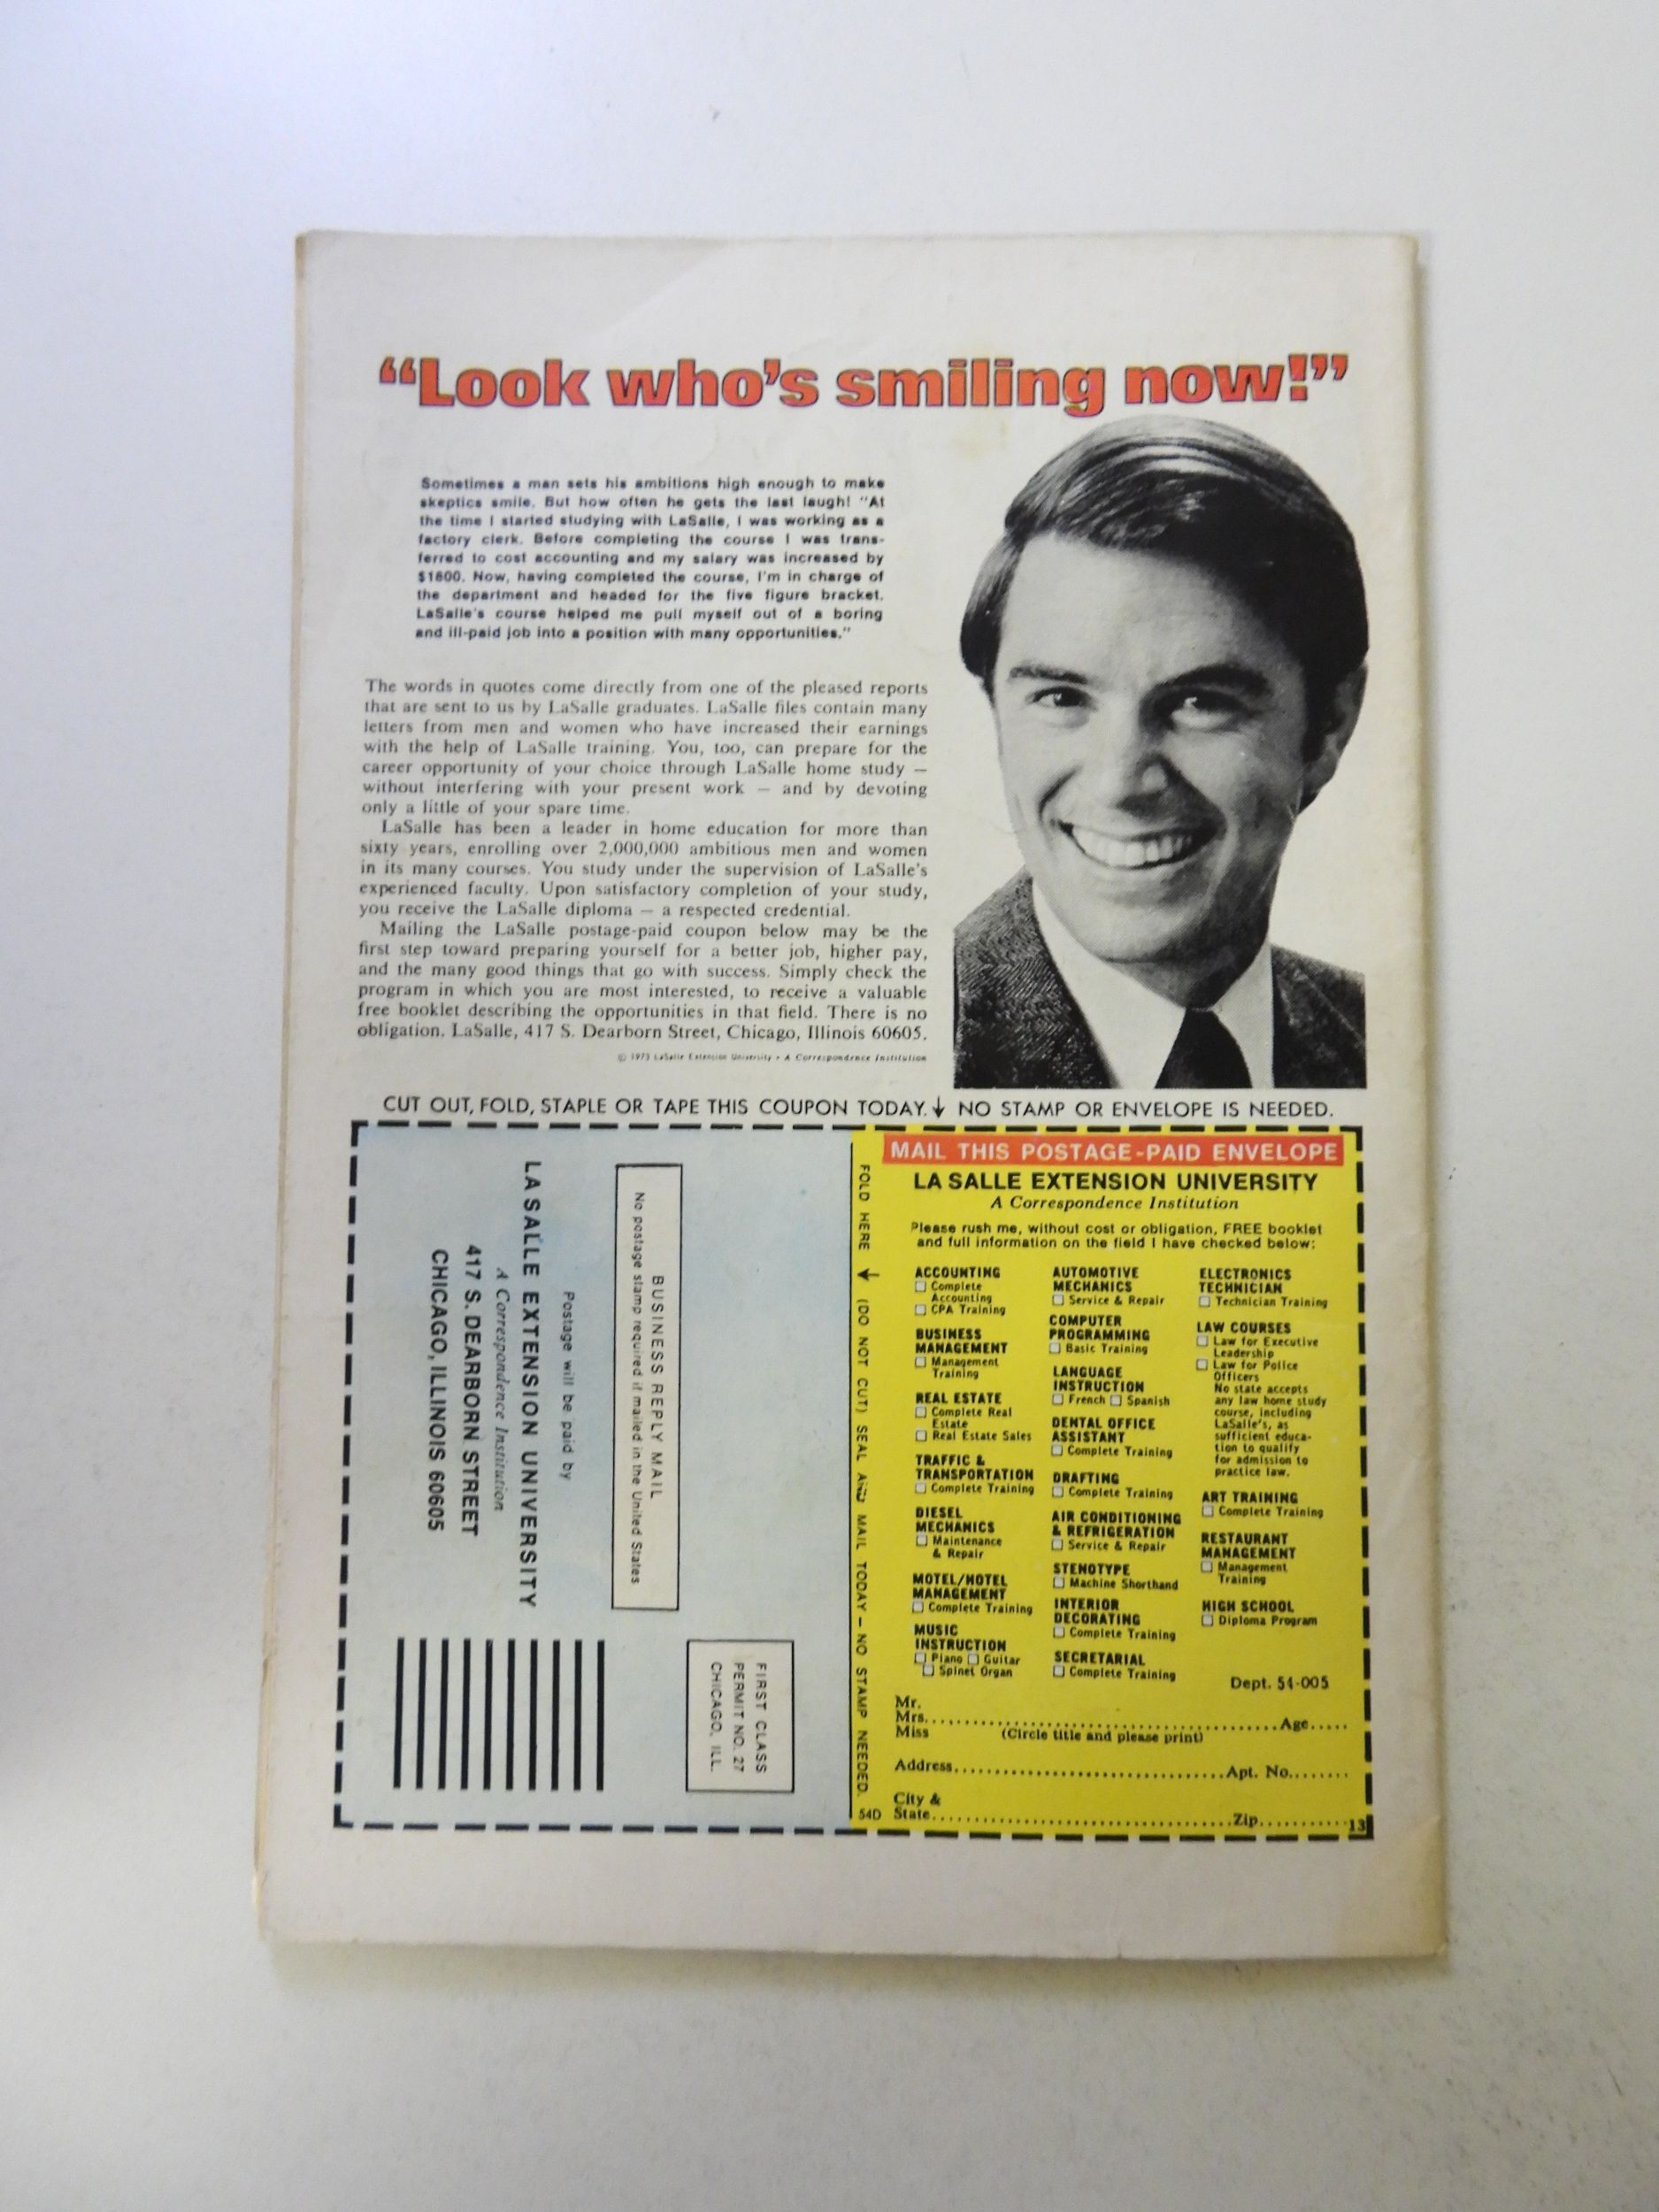 “Look who's smiling now!”
Sometimes a man sets his ambitions high enough to make
skeptics smile. But how often he gets the last laugh! "At
the time I started studying with LaSalle, I was working as a
factory clerk. Before completing the course I was trans-
ferred to cost accounting and my salary was increased by
$1800. Now, having completed the course, I'm in charge of
the department and headed for the five figure bracket.
LaSalle's course helped me pull myself out of a boring
and ill-paid job into a position with many opportunities."
The words in quotes come directly from one of the pleased reports
that are sent to us by LaSalle graduates. LaSalle files contain many
letters from men and women who have increased their earnings
with the help of LaSalle training. You, too, can prepare for the
career opportunity of your choice through LaSalle home study —
without interfering with your present work — and by devoting
only a little of your spare time.
LaSalle has been a leader in home education for more than
sixty years, enrolling over 2,000,000 ambitious men and women
in its many courses. You study under the supervision of LaSalle's
experienced faculty. Upon satisfactory completion of your study,
you receive the LaSalle diploma — a respected credential.
Mailing the LaSalle postage-paid coupon below may be the
first step toward preparing yourself for a better job, higher pay,
and the many good things that go with success. Simply check the
program in which you are most interested, to receive a valuable
free booklet describing the opportunities in that field. There is no
obligation. LaSalle, 417 S. Dearborn Street, Chicago, Illinois 60605.
© LaSalle Extension University • A Correspondence Institution
CUT OUT, FOLD, STAPLE OR TAPE THIS COUPON TODAY. ↓ NO STAMP OR ENVELOPE IS NEEDED.
FIRST CLASS
PERMIT NO. 27
CHICAGO, ILL.
BUSINESS REPLY MAIL
No postage stamp required if mailed in the United States
Postage will be paid by
LA SALLE EXTENSION UNIVERSITY
A Correspondence Institution
417 S. DEARBORN STREET
CHICAGO, ILLINOIS 60605
FOLD HERE ↓ (DO NOT CUT) SEAL AND MAIL TODAY — NO STAMP NEEDED.
54D
MAIL THIS POSTAGE-PAID ENVELOPE
LA SALLE EXTENSION UNIVERSITY
A Correspondence Institution
Please rush me, without cost or obligation, FREE booklet
and full information on the field I have checked below:
ACCOUNTING
☐ Complete
Accounting
☐ CPA Training
BUSINESS
MANAGEMENT
☐ Management
Training
REAL ESTATE
☐ Complete Real
Estate
☐ Real Estate Sales
TRAFFIC &
TRANSPORTATION
☐ Complete Training
DIESEL
MECHANICS
☐ Maintenance
& Repair
MOTEL/HOTEL
MANAGEMENT
☐ Complete Training
MUSIC
INSTRUCTION
☐ Piano ☐ Guitar
☐ Spinet Organ
AUTOMOTIVE
MECHANICS
☐ Service & Repair
COMPUTER
PROGRAMMING
☐ Basic Training
LANGUAGE
INSTRUCTION
☐ French ☐ Spanish
DENTAL OFFICE
ASSISTANT
☐ Complete Training
DRAFTING
☐ Complete Training
AIR CONDITIONING
& REFRIGERATION
☐ Service & Repair
STENOTYPE
☐ Machine Shorthand
INTERIOR
DECORATING
☐ Complete Training
SECRETARIAL
☐ Complete Training
ELECTRONICS
TECHNICIAN
☐ Technician Training
LAW COURSES
☐ Law for Executive
Leadership
☐ Law for Police
Officers
No state accepts
any law home study
course, including
LaSalle's, as
sufficient educa-
tion to qualify
for admission to
practice law.
ART TRAINING
☐ Complete Training
RESTAURANT
MANAGEMENT
☐ Management
Training
HIGH SCHOOL
☐ Diploma Program
Dept. 54-005
Mr.
Mrs. Age
Miss (Circle title and please print)
Address Apt. No.
City &
State Zip
13